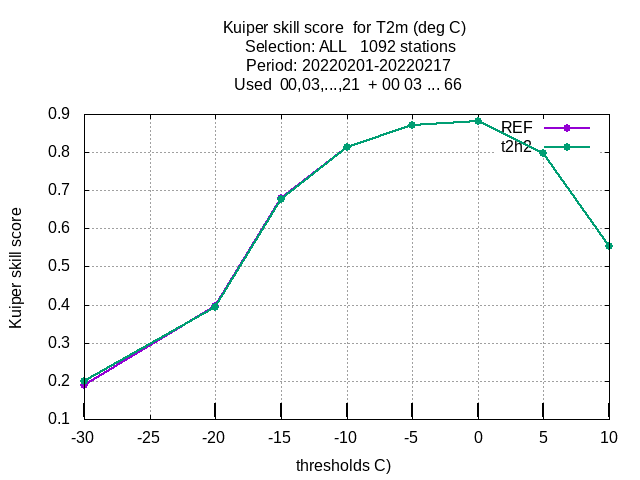 Kuiper skill score  for T2m (deg C)
Selection: ALL   1092 stations
Period: 20220201-20220217
Used  00,03,...,21  + 00 03 ... 66
REF
t2h2
0.9
0.8
0.7
0.6
0.5
0.4
0.3
0.2
0.1
Kuiper skill score
-30 -25 -20 -15 -10 -5 0 5 10
thresholds C)